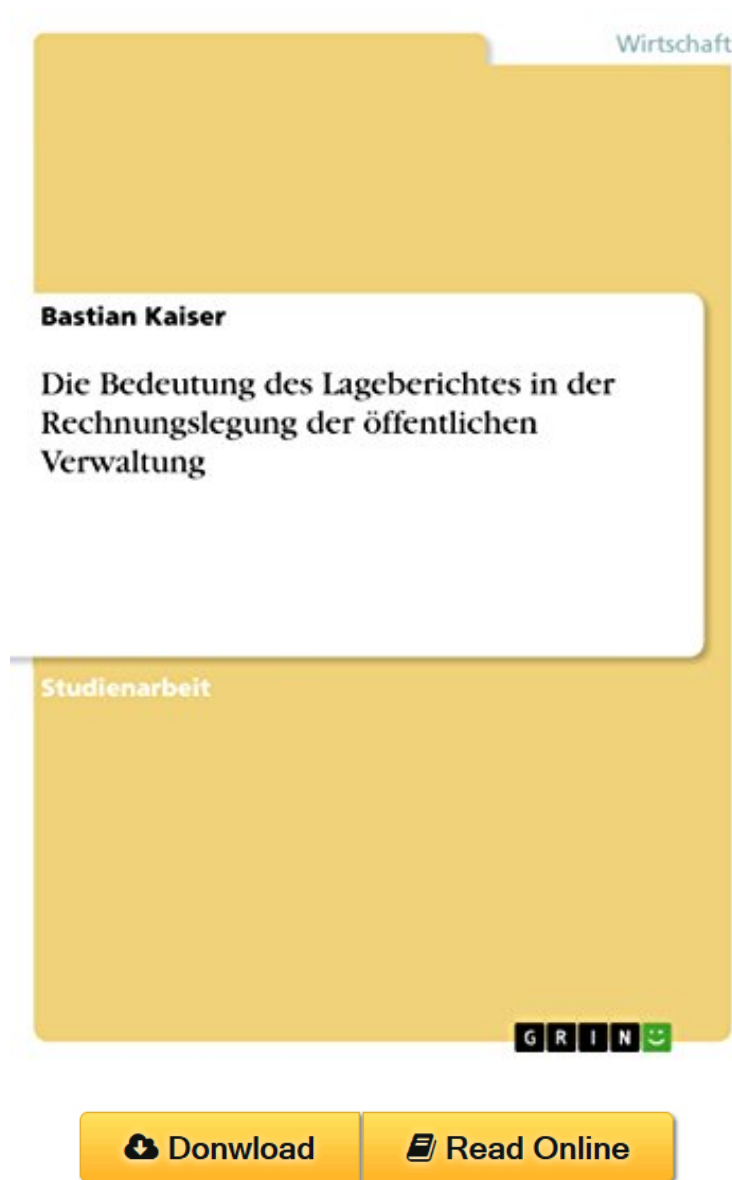 Wirtschaft
Bastian Kaiser
Die Bedeutung des Lageberichtes in der
Rechnungslegung der öffentlichen
Verwaltung
Studienarbeit
GRIN
Donwload
Read Online